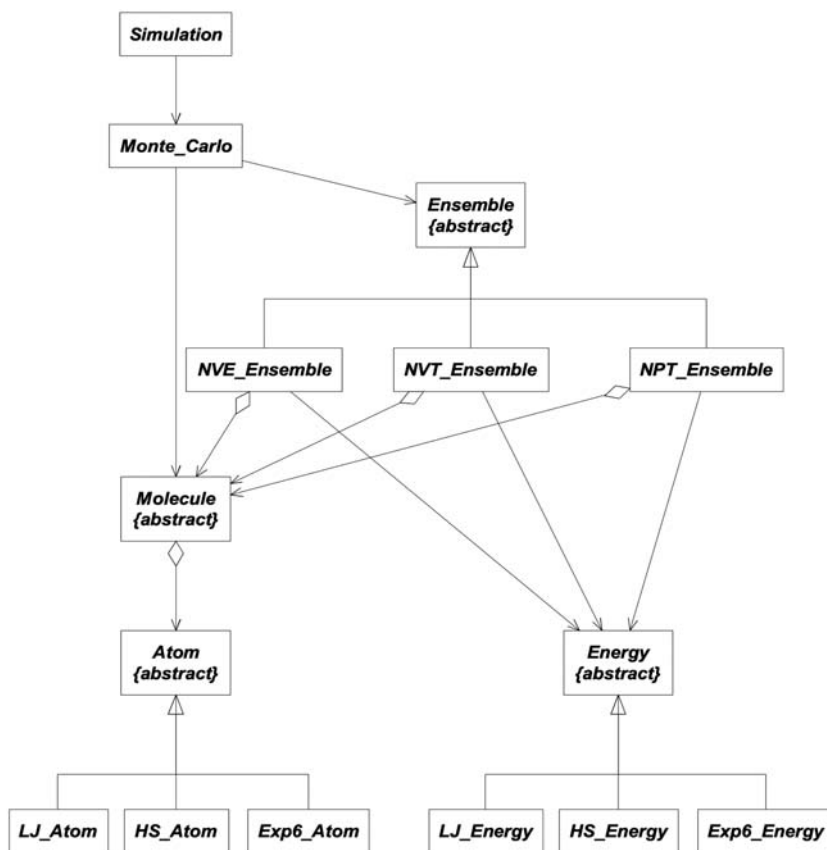 Simulation
Monte_Carlo
Ensemble
{abstract}
NVE_Ensemble
NVT_Ensemble
NPT_Ensemble
Molecule
{abstract}
Atom
{abstract}
Energy
{abstract}
LJ_Atom
HS_Atom
Exp6_Atom
LJ_Energy
HS_Energy
Exp6_Energy